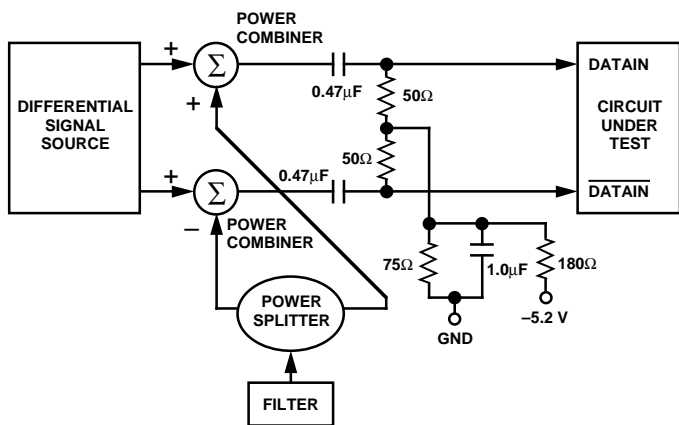 POWER
COMBINER
DIFFERENTIAL
SIGNAL
SOURCE
+
Σ
+
0.47µF
50Ω
DATAIN
CIRCUIT
UNDER
TEST
+
Σ
−
0.47µF
50Ω
DATAIN
POWER
COMBINER
75Ω
1.0µF
180Ω
POWER
SPLITTER
GND
–5.2 V
FILTER